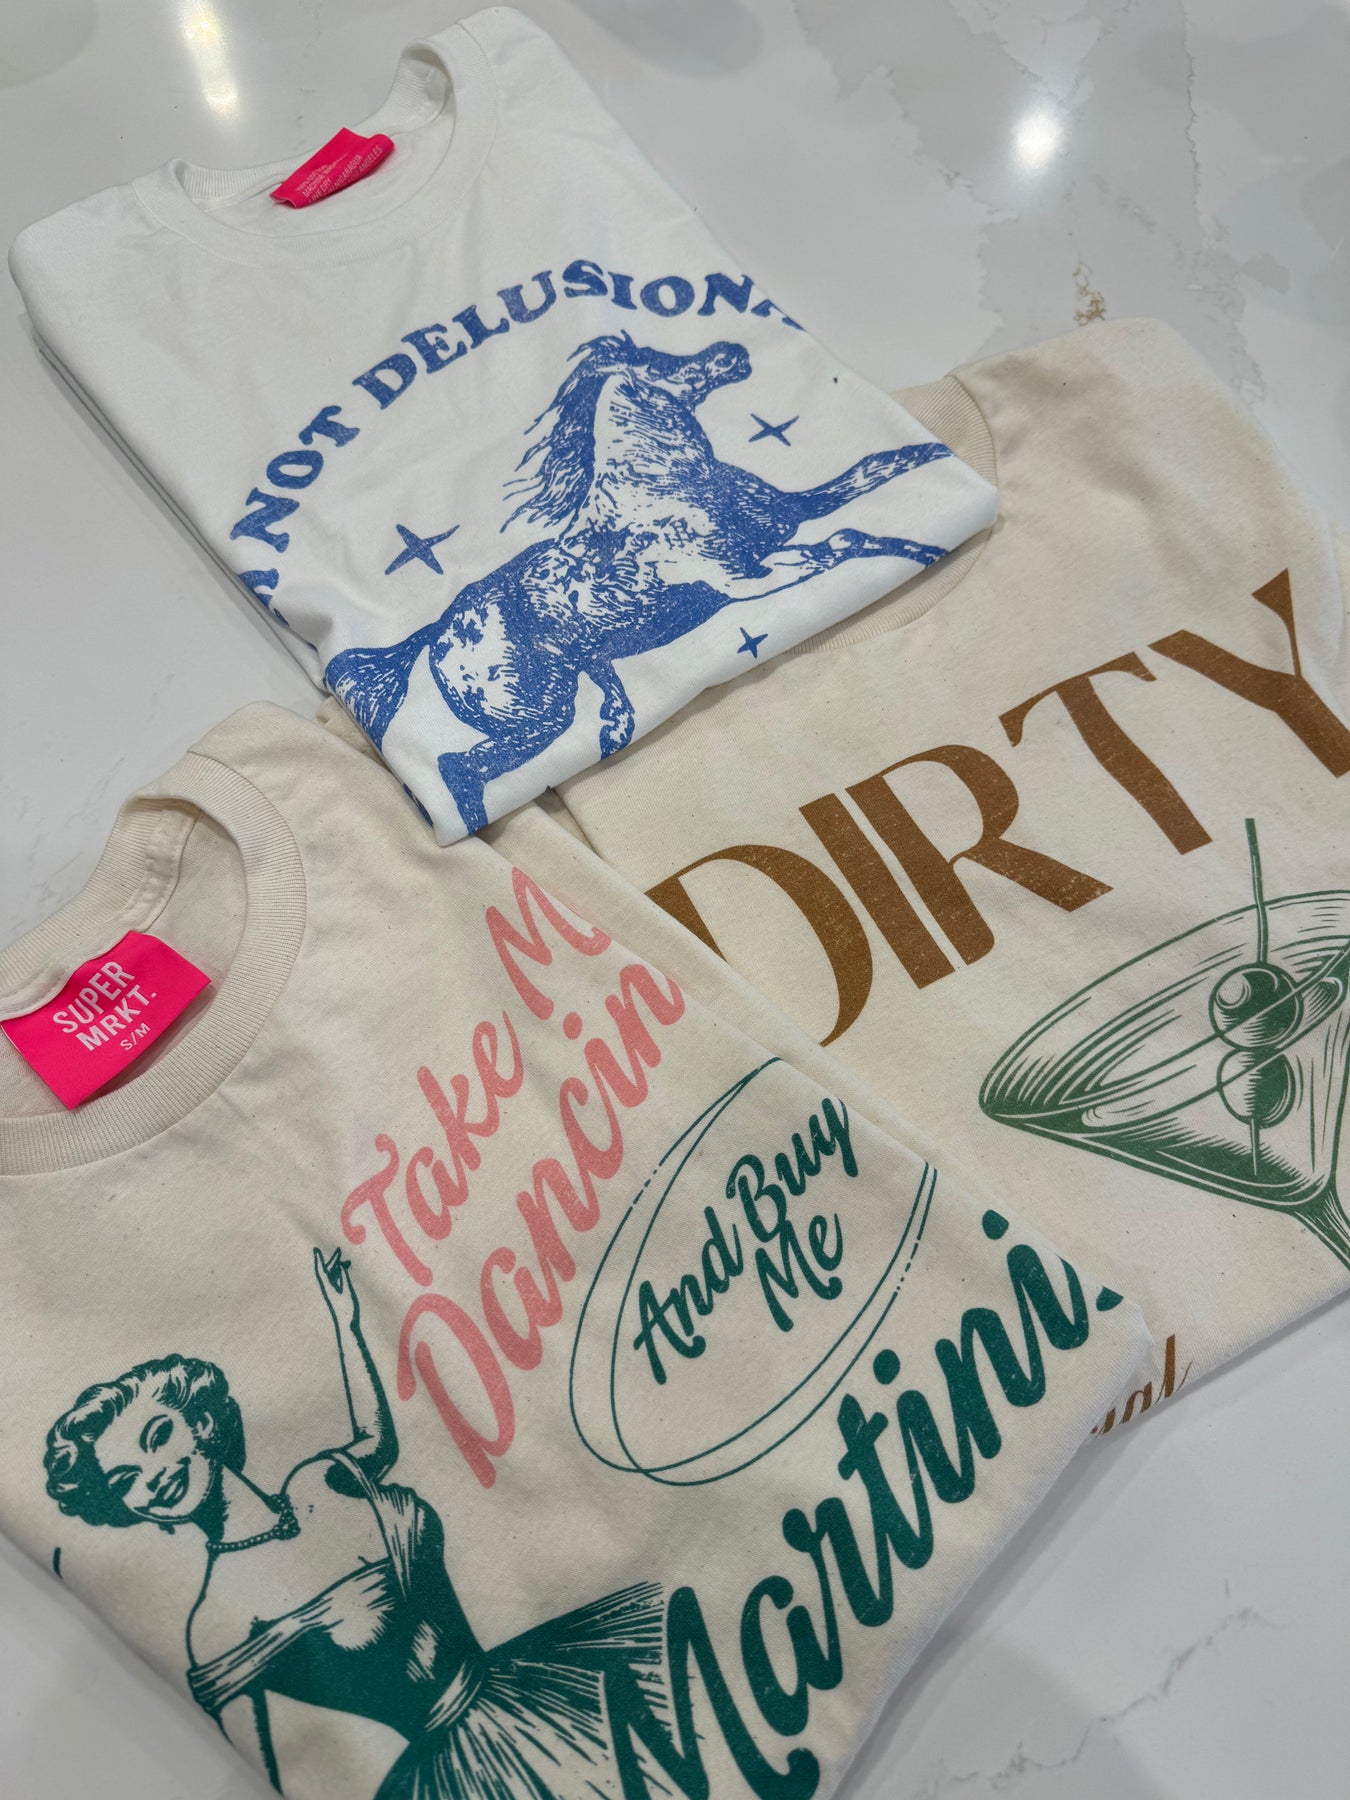 NOT DELUSIONA
DIRTY
SUPER
MRKT.
S/M
Take M
Dancin
And Buy
Me
Martini